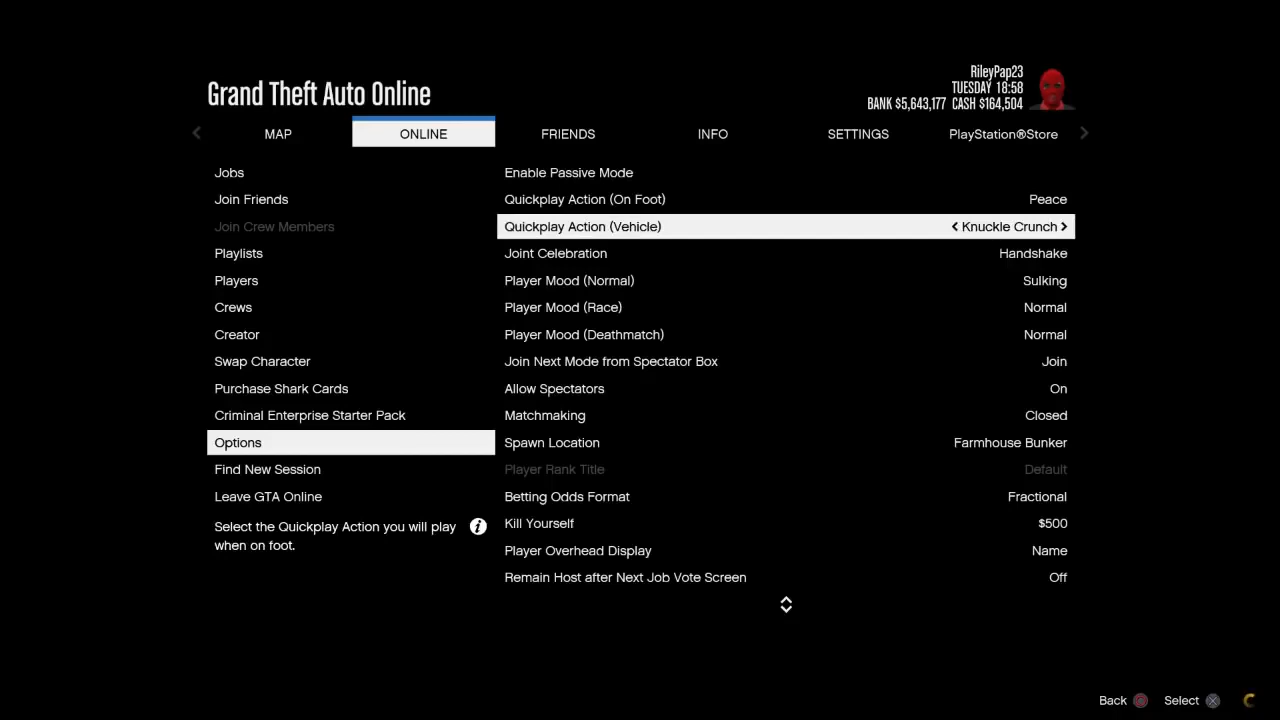 Grand Theft Auto Online
RileyPap23
TUESDAY 18:58
BANK $5,643,177 CASH $164,504
MAP ONLINE FRIENDS INFO SETTINGS PlayStation®Store
Jobs
Join Friends
Join Crew Members
Playlists
Players
Crews
Creator
Swap Character
Purchase Shark Cards
Criminal Enterprise Starter Pack
Options
Find New Session
Leave GTA Online
Select the Quickplay Action you will play
when on foot.
Enable Passive Mode
Quickplay Action (On Foot) Peace
Quickplay Action (Vehicle) Knuckle Crunch
Joint Celebration Handshake
Player Mood (Normal) Sulking
Player Mood (Race) Normal
Player Mood (Deathmatch) Normal
Join Next Mode from Spectator Box Join
Allow Spectators On
Matchmaking Closed
Spawn Location Farmhouse Bunker
Player Rank Title Default
Betting Odds Format Fractional
Kill Yourself $500
Player Overhead Display Name
Remain Host after Next Job Vote Screen Off
Back Select